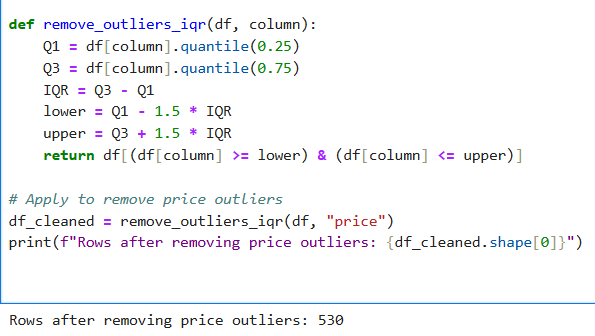 def remove_outliers_iqr(df, column):
    Q1 = df[column].quantile(0.25)
    Q3 = df[column].quantile(0.75)
    IQR = Q3 - Q1
    lower = Q1 - 1.5 * IQR
    upper = Q3 + 1.5 * IQR
    return df[(df[column] >= lower) & (df[column] <= upper)]
# Apply to remove price outliers
df_cleaned = remove_outliers_iqr(df, "price")
print(f"Rows after removing price outliers: {df_cleaned.shape[0]}")
Rows after removing price outliers: 530